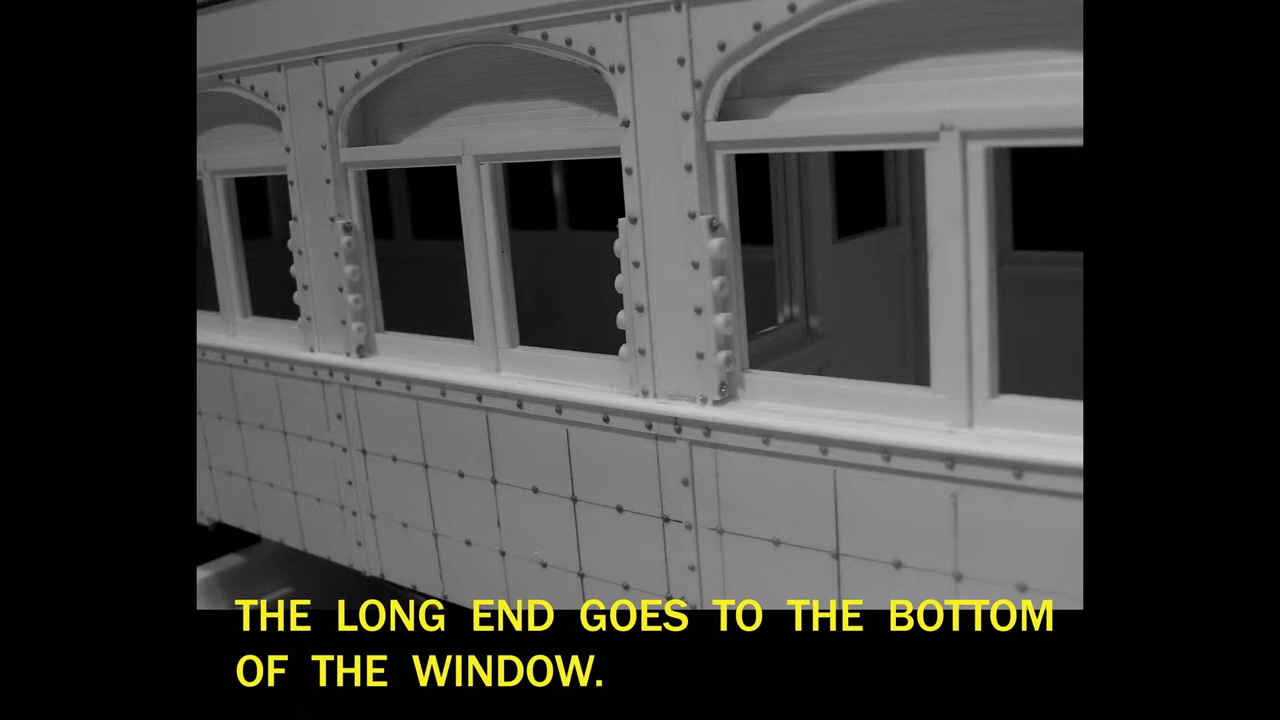 THE LONG END GOES TO THE BOTTOM
OF THE WINDOW.